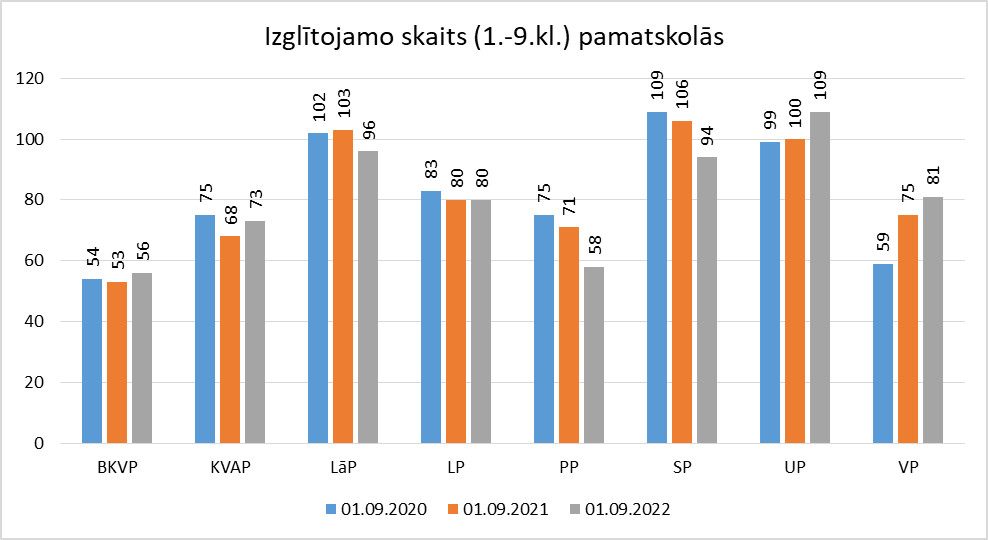 Izglītojamo skaits (1.-9.kl.) pamatskolās
120
100
80
60
40
20
0
54 53 56
75 68 73
102 103 96
83 80 80
75 71 58
109 106 94
99 100 109
59 75 81
BKVP KVAP LāP LP PP SP UP VP
01.09.2020 01.09.2021 01.09.2022